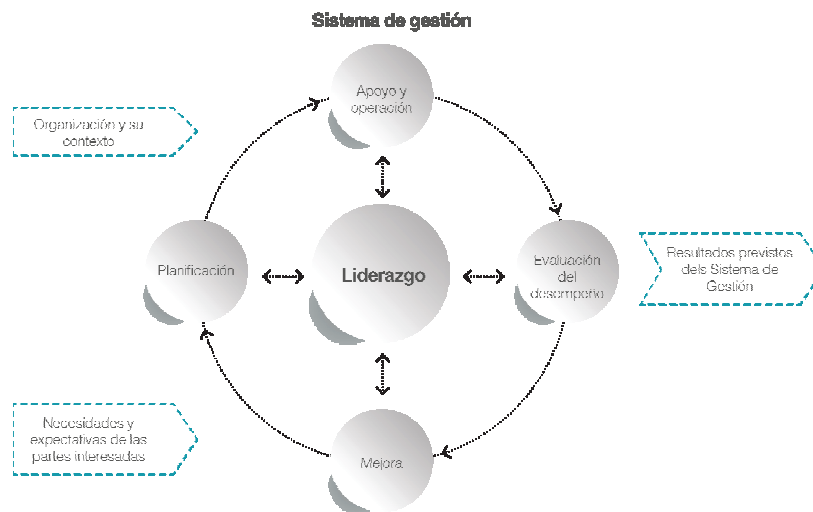 Sistema de gestión
Apoyo y
operación
Organización y su
contexto
Planificación
Liderazgo
Evaluación
del
desempeño
Resultados previstos
dels Sistema de
Gestión
Necesidades y
expectativas de las
partes interesadas
Mejora